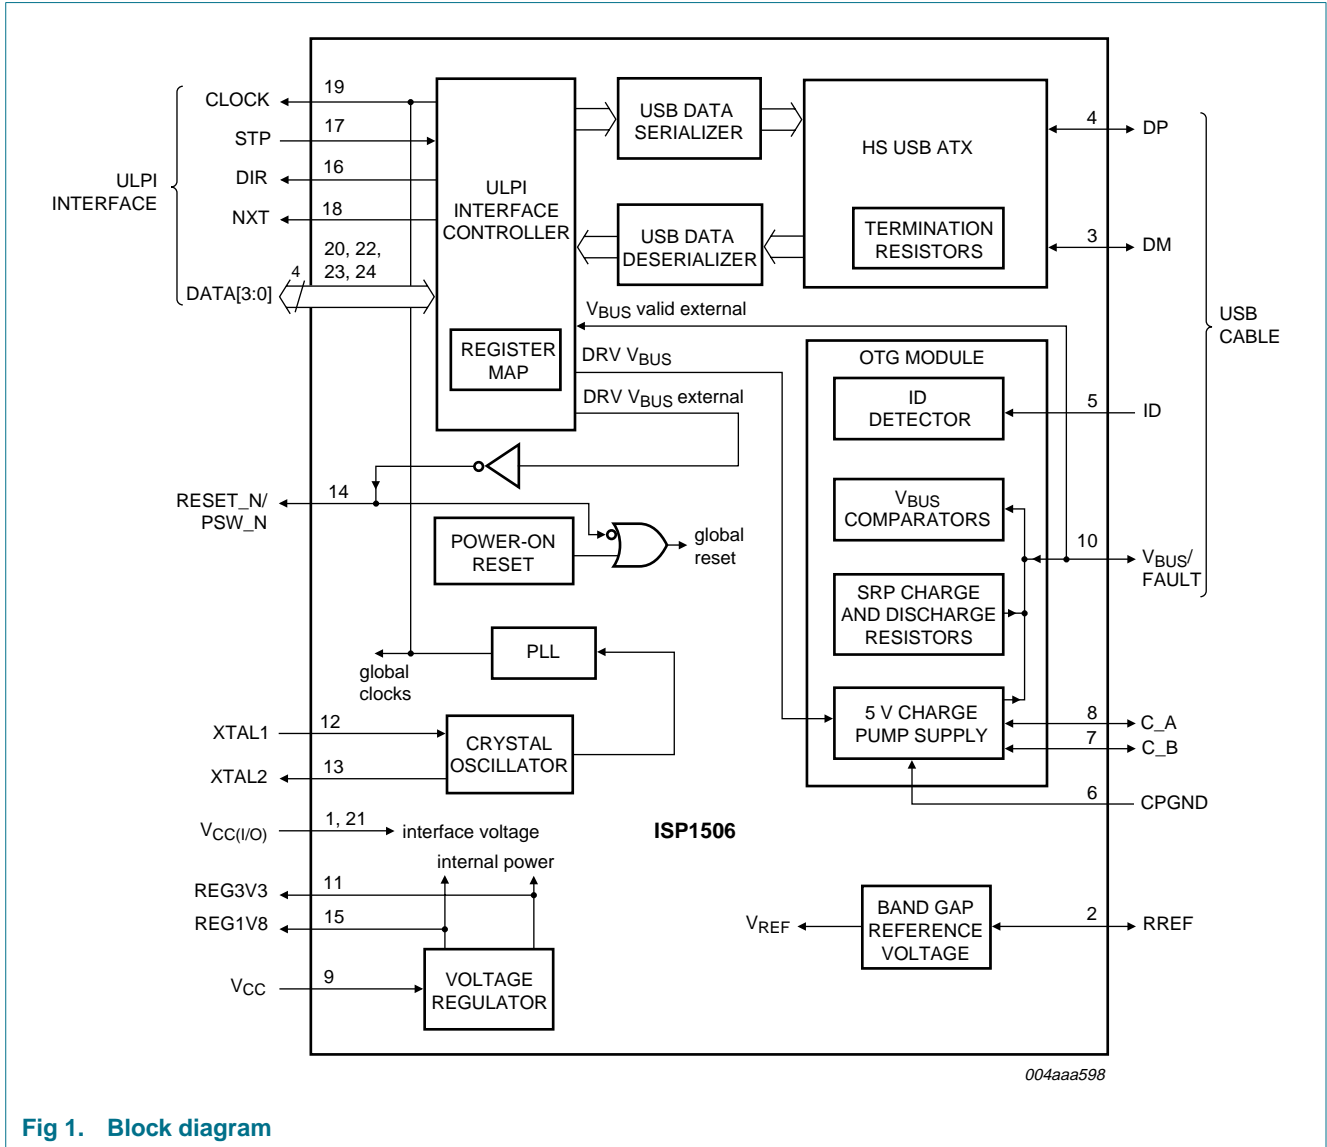 19
CLOCK
17
STP
16
DIR
18
NXT
ULPI
INTERFACE
20, 22,
23, 24
4
DATA[3:0]
ULPI
INTERFACE
CONTROLLER
REGISTER
MAP
USB DATA
SERIALIZER
USB DATA
DESERIALIZER
HS USB ATX
TERMINATION
RESISTORS
4
DP
3
DM
USB
CABLE
VBUS valid external
DRV VBUS
DRV VBUS external
OTG MODULE
ID
DETECTOR
5
ID
VBUS
COMPARATORS
10
VBUS/
FAULT
SRP CHARGE
AND DISCHARGE
RESISTORS
5 V CHARGE
PUMP SUPPLY
8
C_A
7
C_B
6
CPGND
RESET_N/
PSW_N
14
POWER-ON
RESET
global
reset
PLL
global
clocks
XTAL1
12
XTAL2
13
CRYSTAL
OSCILLATOR
VCC(I/O)
1, 21
interface voltage
ISP1506
internal power
REG3V3
11
REG1V8
15
VCC
9
VOLTAGE
REGULATOR
VREF
BAND GAP
REFERENCE
VOLTAGE
2
RREF
004aaa598
Fig 1. Block diagram